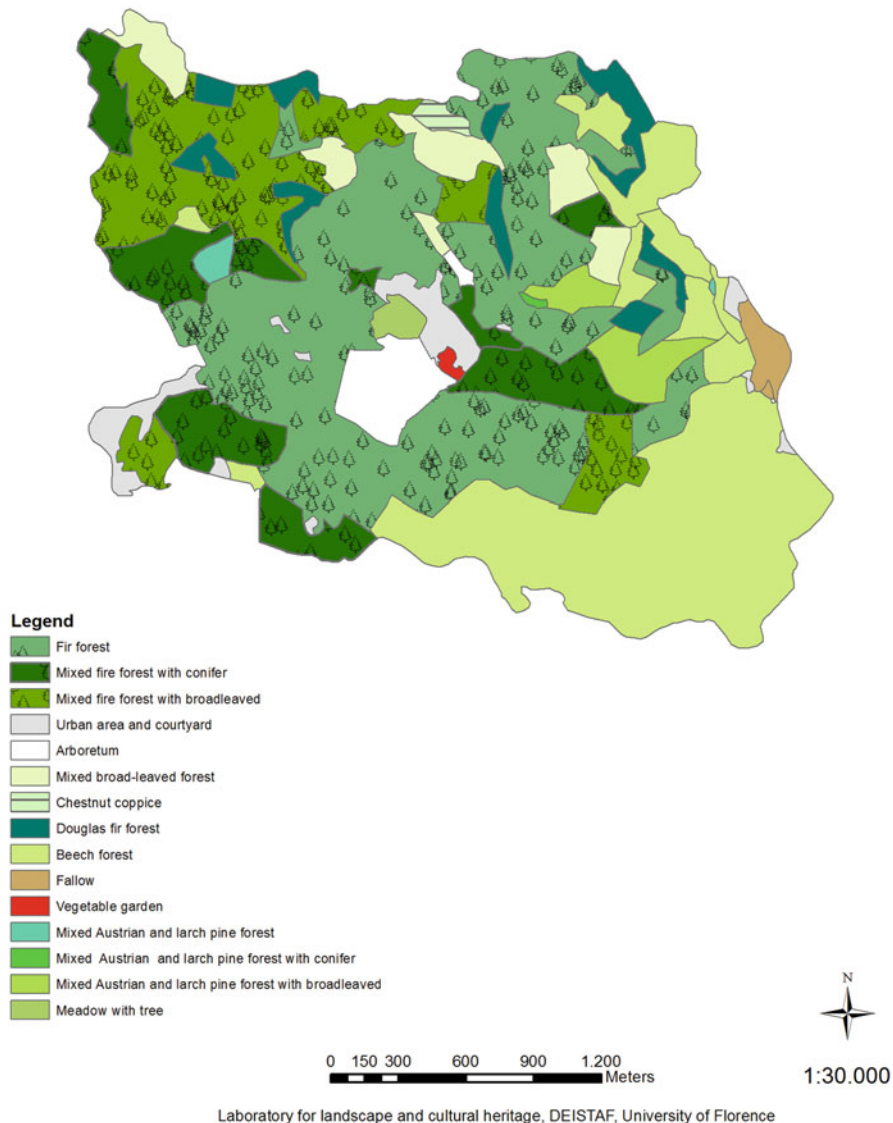 Legend
Fir forest
Mixed fire forest with conifer
Mixed fire forest with broadleaved
Urban area and courtyard
Arboretum
Mixed broad-leaved forest
Chestnut coppice
Douglas fir forest
Beech forest
Fallow
Vegetable garden
Mixed Austrian and larch pine forest
Mixed Austrian and larch pine forest with conifer
Mixed Austrian and larch pine forest with broadleaved
Meadow with tree
N
0 150 300 600 900 1.200
Meters
1:30.000
Laboratory for landscape and cultural heritage, DEISTAF, University of Florence